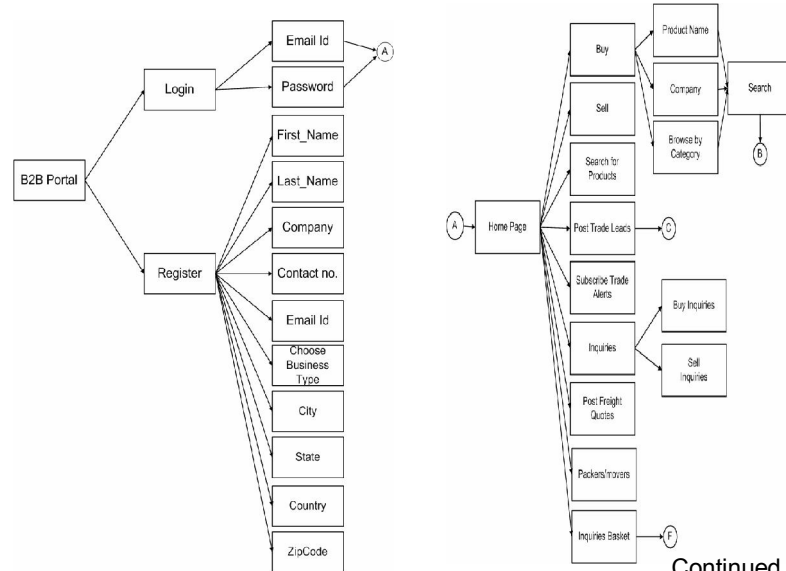 B2B Portal
Login
Register
Email Id
Password
A
First_Name
Last_Name
Company
Contact no.
Email Id
Choose
Business
Type
City
State
Country
ZipCode
A
Home Page
Buy
Sell
Search for
Products
Post Trade Leads
Subscribe Trade
Alerts
Inquiries
Post Freight
Quotes
Packers/movers
Inquiries Basket
Product Name
Company
Browse by
Category
Search
B
C
Buy Inquiries
Sell
Inquiries
F
Continued